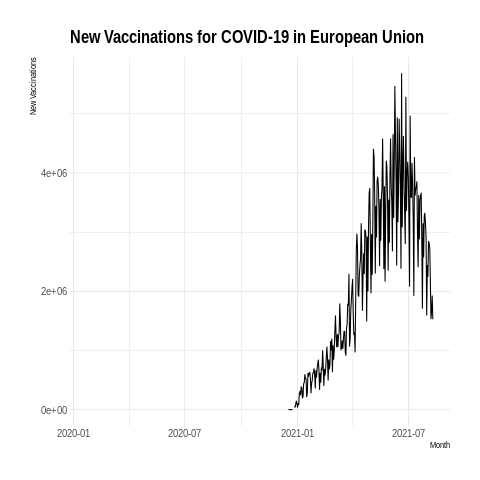 New Vaccinations for COVID-19 in European Union
New Vaccinations
4e+06
2e+06
0e+00
2020-01
2020-07
2021-01
2021-07
Month